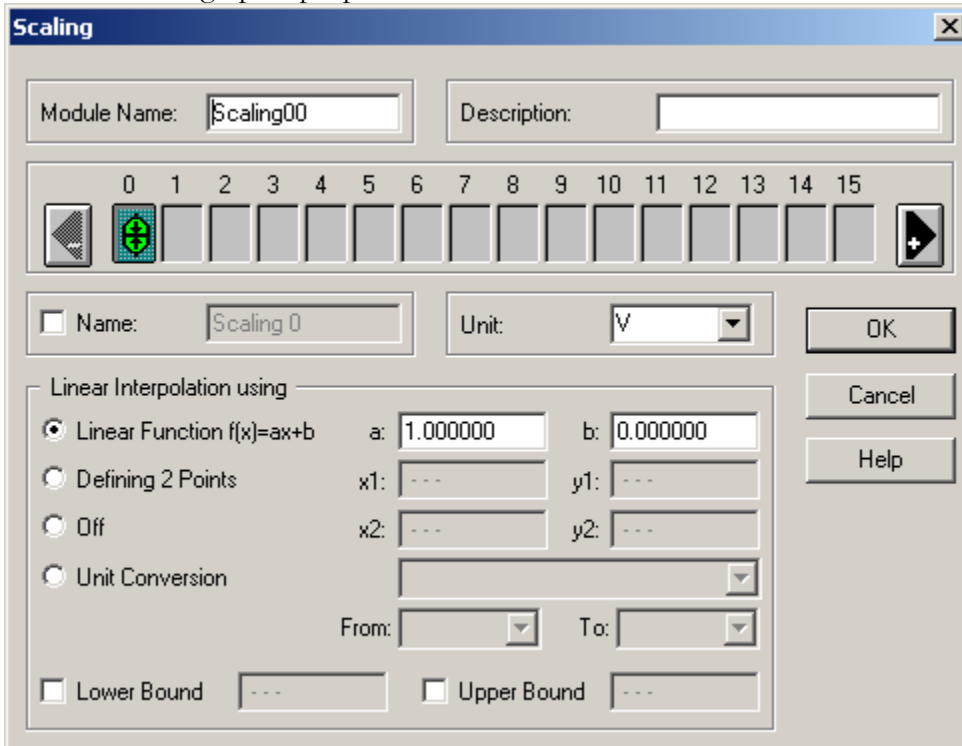 Scaling
Module Name: Scaling00 Description:
0 1 2 3 4 5 6 7 8 9 10 11 12 13 14 15
Name: Scaling 0 Unit: V OK
Linear Interpolation using Cancel
Linear Function f(x)=ax+b a: 1.000000 b: 0.000000
Help
Defining 2 Points x1: --- y1: ---
Off x2: --- y2: ---
Unit Conversion
From: To:
Lower Bound --- Upper Bound ---